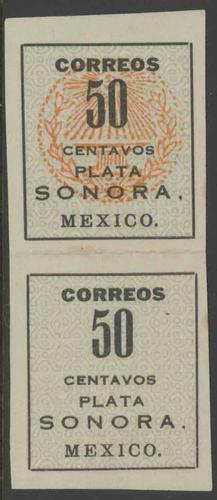 CORREOS
50
CENTAVOS
PLATA
SONORA.
MEXICO.
CORREOS
50
CENTAVOS
PLATA
SONORA.
MEXICO.